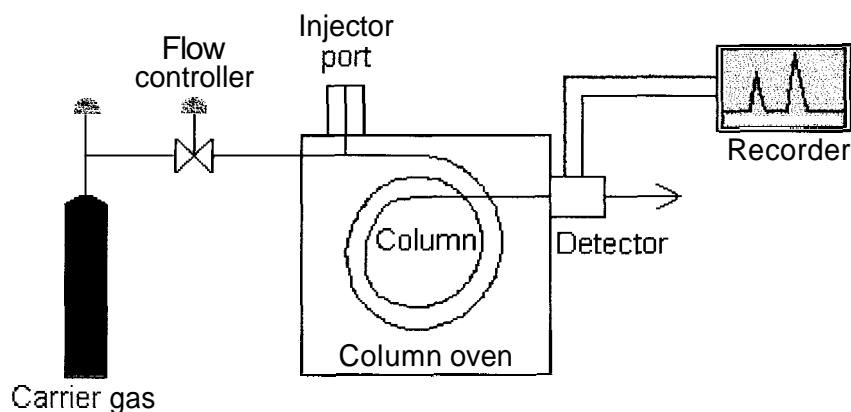 Injector
port
Flow
controller
Recorder
Column
Detector
Column oven
Carrier gas